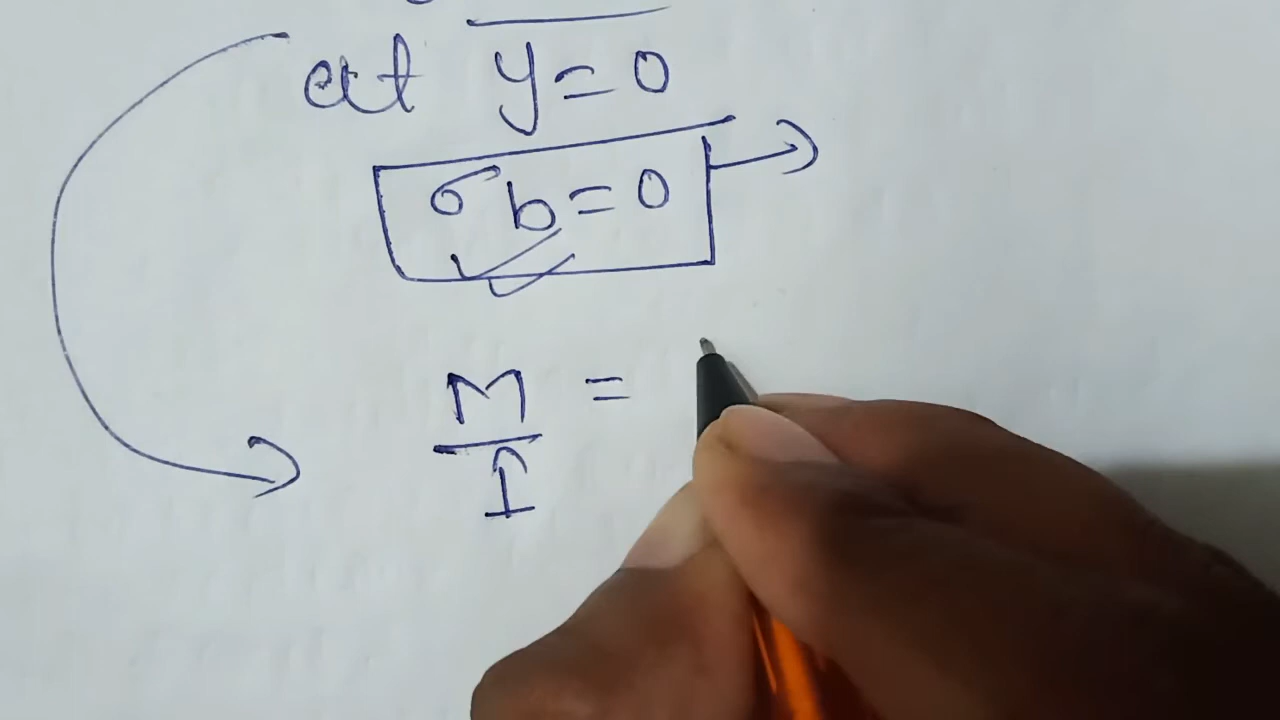 at y=0
σb=0
M/I =